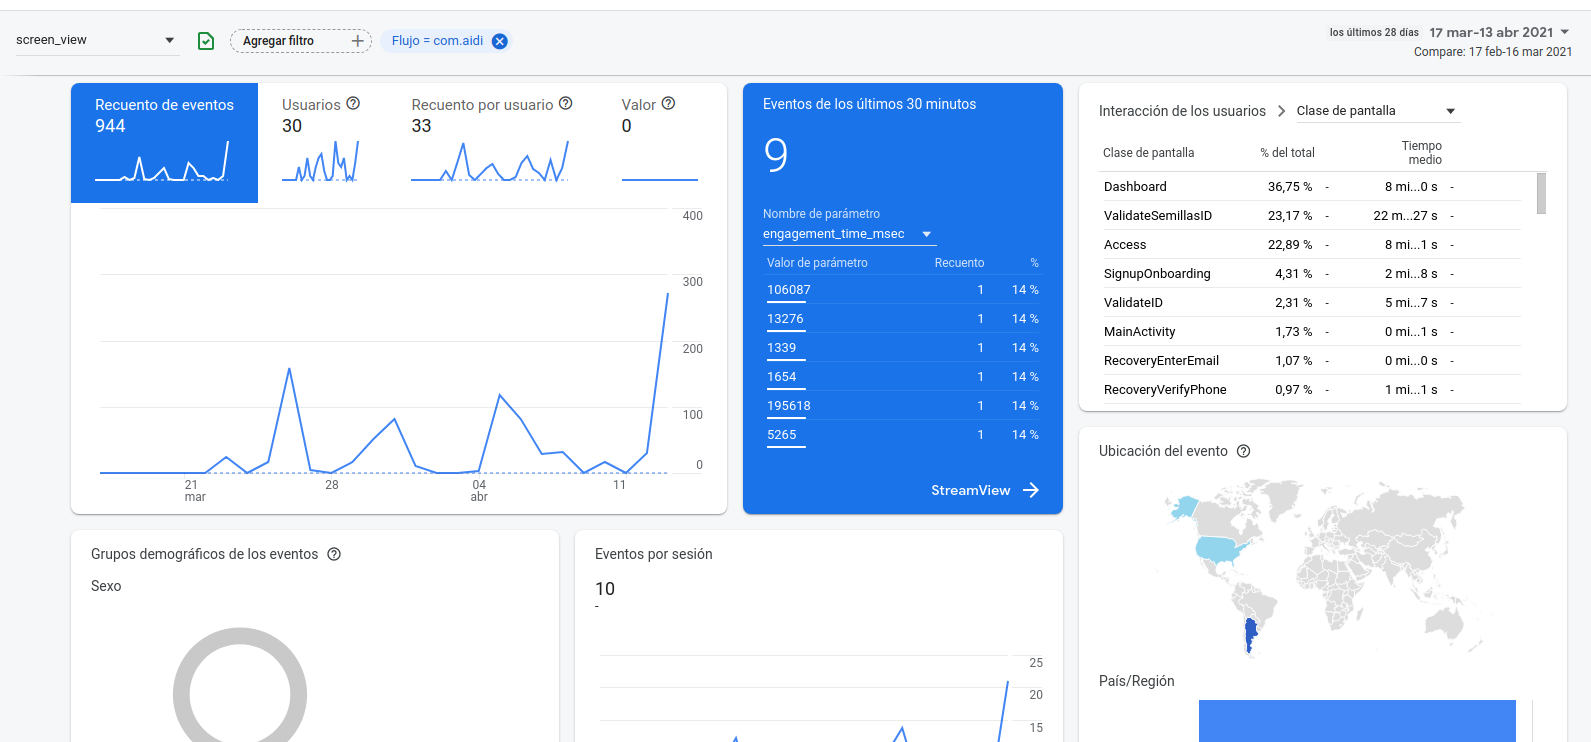 screen_view
Agregar filtro
Flujo = com.aidi
los últimos 28 días 17 mar-13 abr 2021
Compare: 17 feb-16 mar 2021
Recuento de eventos
944
Usuarios
30
Recuento por usuario
33
Valor
0
400
300
200
100
0
21
mar
28
04
abr
11
Eventos de los últimos 30 minutos
9
Nombre de parámetro
engagement_time_msec
Valor de parámetro Recuento %
106087 1 14 %
13276 1 14 %
1339 1 14 %
1654 1 14 %
195618 1 14 %
5265 1 14 %
StreamView
Interacción de los usuarios > Clase de pantalla
Clase de pantalla % del total Tiempo
medio
Dashboard 36,75 % - 8 mi...0 s -
ValidateSemillasID 23,17 % - 22 m...27 s -
Access 22,89 % - 8 mi...1 s -
SignupOnboarding 4,31 % - 2 mi...8 s -
ValidateID 2,31 % - 5 mi...7 s -
MainActivity 1,73 % - 0 mi...1 s -
RecoveryEnterEmail 1,07 % - 0 mi...0 s -
RecoveryVerifyPhone 0,97 % - 1 mi...1 s -
Grupos demográficos de los eventos
Sexo
Eventos por sesión
10
-
25
20
15
Ubicación del evento
País/Región